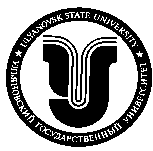 ULYANOVSK STATE UNIVERSITY
УЛЬЯНОВСКИЙ ГОСУДАРСТВЕННЫЙ УНИВЕРСИТЕТ